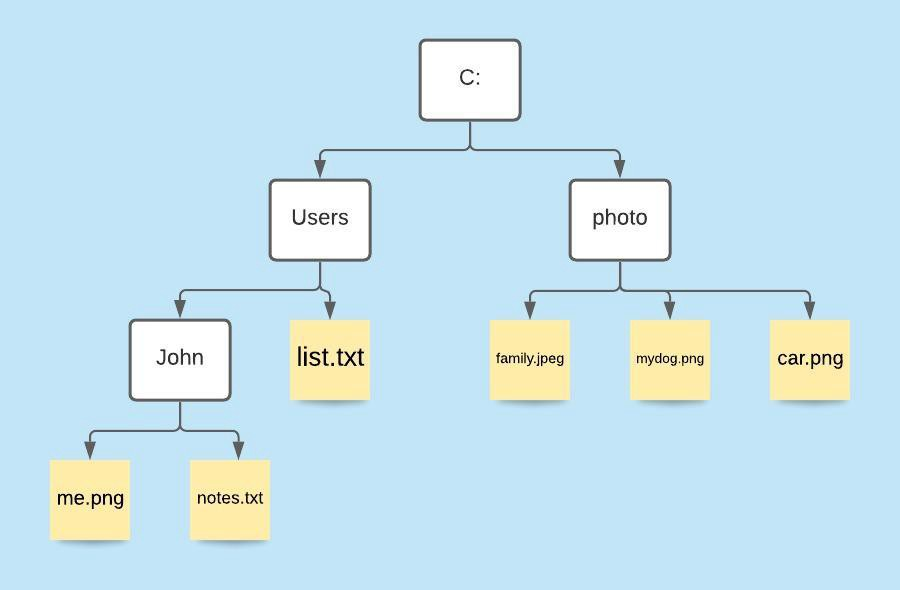 C:
Users
photo
John
list.txt
family.jpeg
mydog.png
car.png
me.png
notes.txt